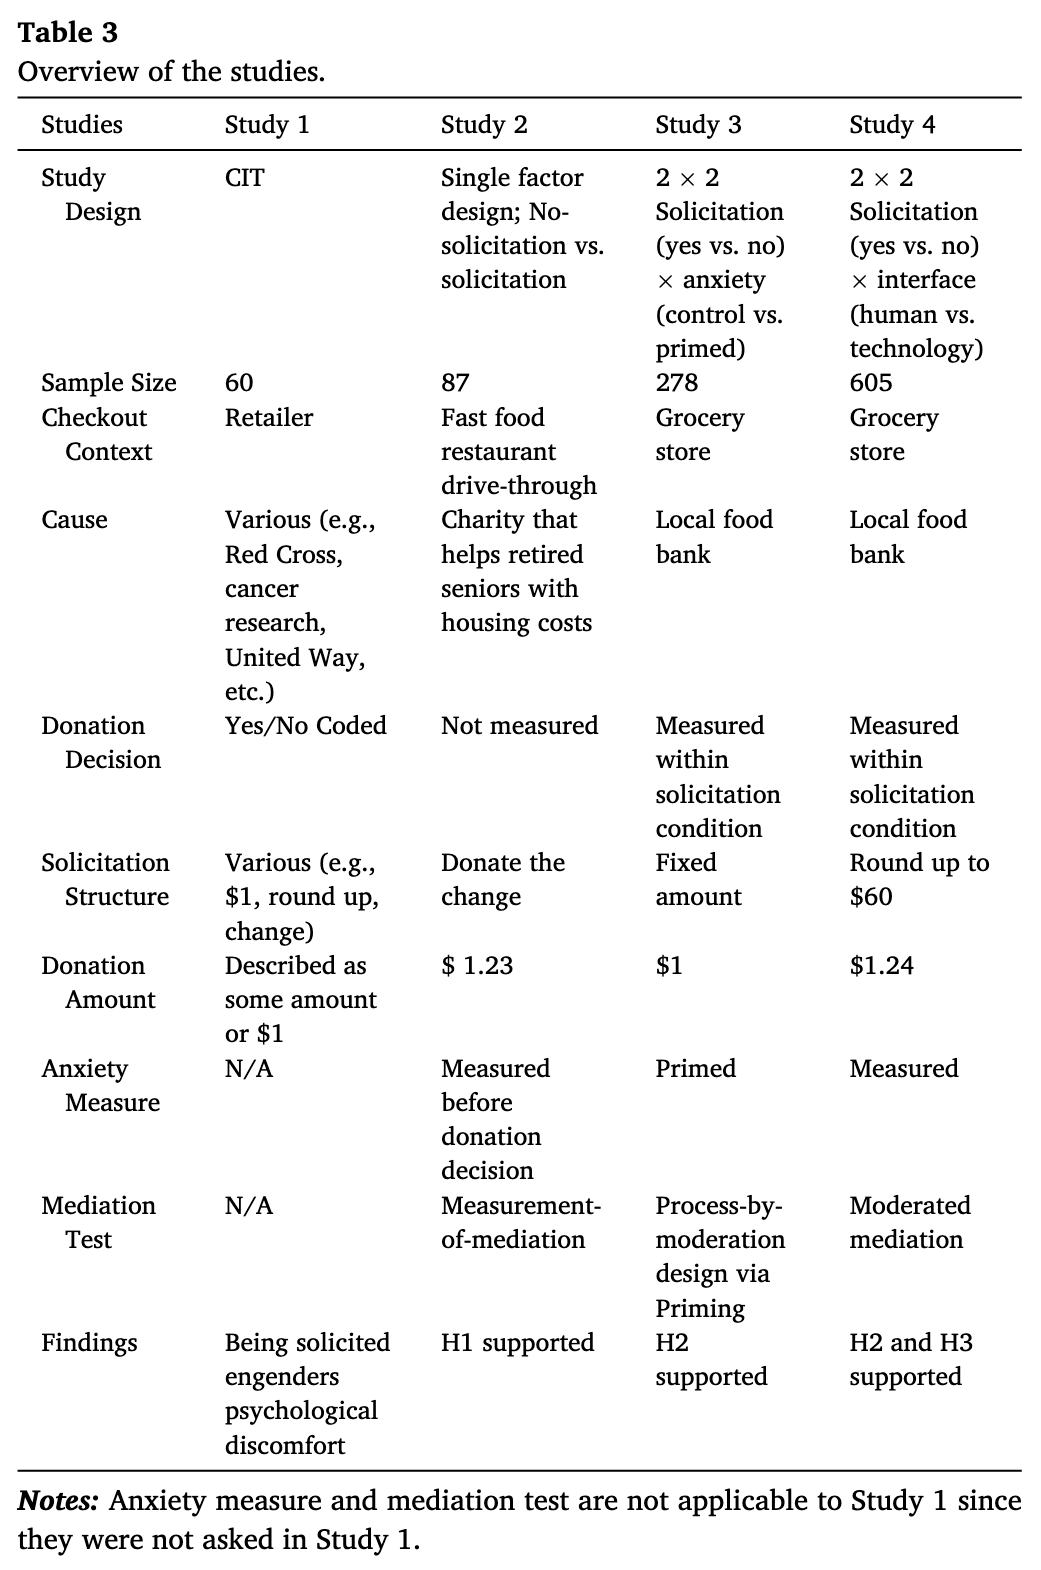 Table 3
Overview of the studies.
Studies Study 1 Study 2 Study 3 Study 4
Study CIT Single factor 2 × 2 2 × 2
Design design; No- Solicitation Solicitation
solicitation vs. (yes vs. no) (yes vs. no)
solicitation × anxiety × interface
(control vs. (human vs.
primed) technology)
Sample Size 60 87 278 605
Checkout Retailer Fast food Grocery Grocery
Context restaurant store store
drive-through
Cause Various (e.g., Charity that Local food Local food
Red Cross, helps retired bank bank
cancer seniors with
research, housing costs
United Way,
etc.)
Donation Yes/No Coded Not measured Measured Measured
Decision within within
solicitation solicitation
condition condition
Solicitation Various (e.g., Donate the Fixed Round up to
Structure $1, round up, change amount $60
change)
Donation Described as $ 1.23 $1 $1.24
Amount some amount
or $1
Anxiety N/A Measured Primed Measured
Measure before
donation
decision
Mediation N/A Measurement- Process-by- Moderated
Test of-mediation moderation mediation
design via
Priming
Findings Being solicited H1 supported H2 H2 and H3
engenders supported supported
psychological
discomfort
Notes: Anxiety measure and mediation test are not applicable to Study 1 since
they were not asked in Study 1.